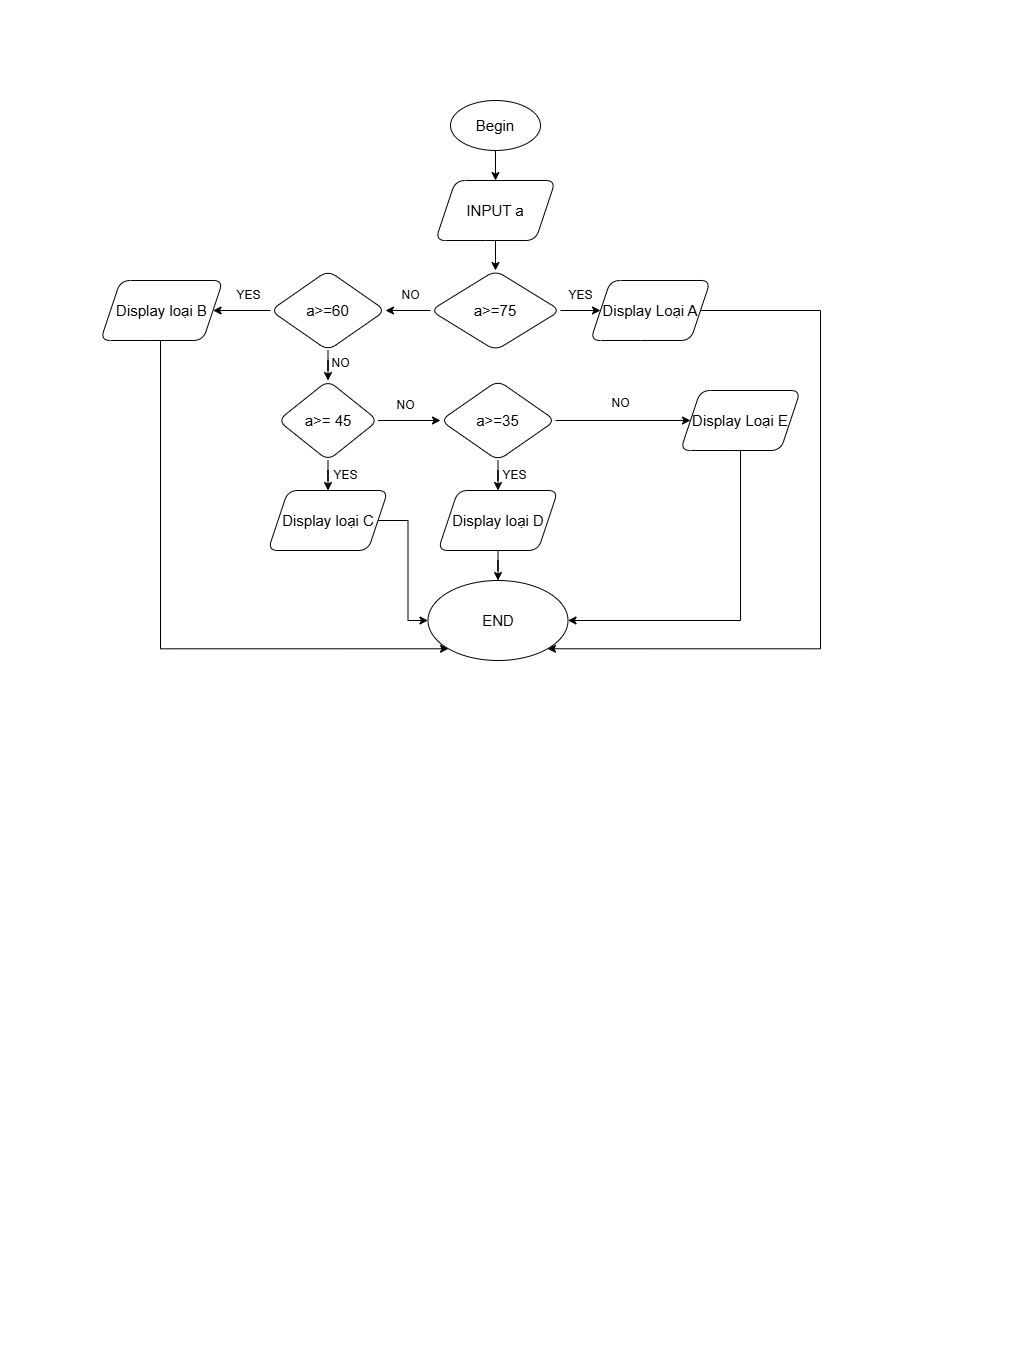 Begin
INPUT a
YES
NO
YES
Display loại B
a>=60
a>=75
Display Loại A
NO
NO
NO
a>= 45
a>=35
Display Loại E
YES
YES
Display loại C
Display loại D
END